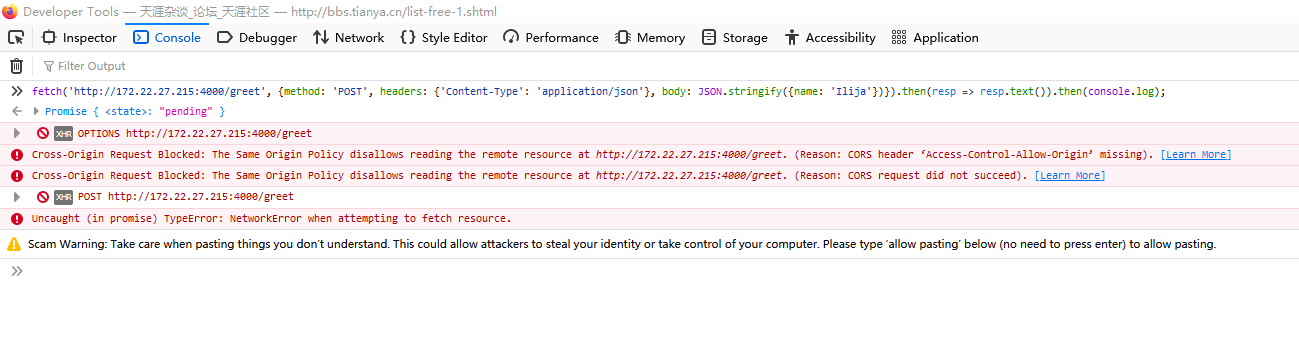 Developer Tools — 天涯杂谈_论坛_天涯社区 — http://bbs.tianya.cn/list-free-1.shtml
Inspector Console Debugger Network Style Editor Performance Memory Storage Accessibility Application
Filter Output
fetch('http://172.22.27.215:4000/greet', {method: 'POST', headers: {'Content-Type': 'application/json'}, body: JSON.stringify({name: 'Ilija'})}).then(resp => resp.text()).then(console.log);
Promise { <state>: "pending" }
XHR OPTIONS http://172.22.27.215:4000/greet
Cross-Origin Request Blocked: The Same Origin Policy disallows reading the remote resource at http://172.22.27.215:4000/greet. (Reason: CORS header ‘Access-Control-Allow-Origin’ missing). [Learn More]
Cross-Origin Request Blocked: The Same Origin Policy disallows reading the remote resource at http://172.22.27.215:4000/greet. (Reason: CORS request did not succeed). [Learn More]
XHR POST http://172.22.27.215:4000/greet
Uncaught (in promise) TypeError: NetworkError when attempting to fetch resource.
Scam Warning: Take care when pasting things you don’t understand. This could allow attackers to steal your identity or take control of your computer. Please type ‘allow pasting’ below (no need to press enter) to allow pasting.